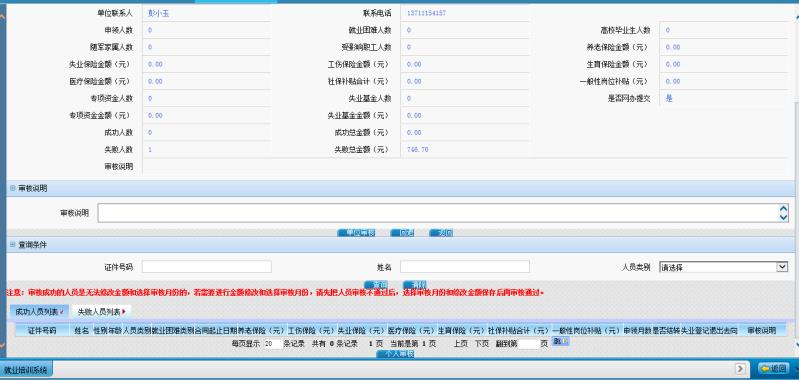 单位联系人 彭小玉 联系电话 13711154157
申领人数 0 就业困难人数 0 高校毕业生人数 0
随军家属人数 0 受影响职工人数 0 养老保险金额（元） 0.00
失业保险金额（元） 0.00 工伤保险金额（元） 0.00 生育保险金额（元） 0.00
医疗保险金额（元） 0.00 社保补贴合计（元） 0.00 一般性岗位补贴（元） 0.00
专项资金人数 0 失业基金人数 0 是否网办提交 是
专项资金金额（元） 0.00 失业基金金额（元） 0.00
成功人数 0 成功总金额（元） 0.00
失败人数 1 失败总金额（元） 746.70
审核说明
审核说明
审核说明
单位审核 回退 返回
查询条件
证件号码 姓名 人员类别 请选择
查询 清除
注意：审核成功的人员是无法修改金额和选择审核月份的，若需要进行金额修改和选择审核月份，请先把人员审核不通过后，选择审核月份和修改金额保存后再审核通过。
成功人员列表 失败人员列表
证件号码 姓名 性别 年龄 人员类别 就业困难类别 合同起止日期 养老保险（元） 工伤保险（元） 失业保险（元） 医疗保险（元） 生育保险（元） 社保补贴合计（元） 一般性岗位补贴（元） 申领月数 是否结转 失业登记退出去向 审核说明
每页显示 20 条记录 共有 0 条记录 1 页 当前是第 1 页 上页 下页 翻到第 页
个人审核
就业培训系统 返回